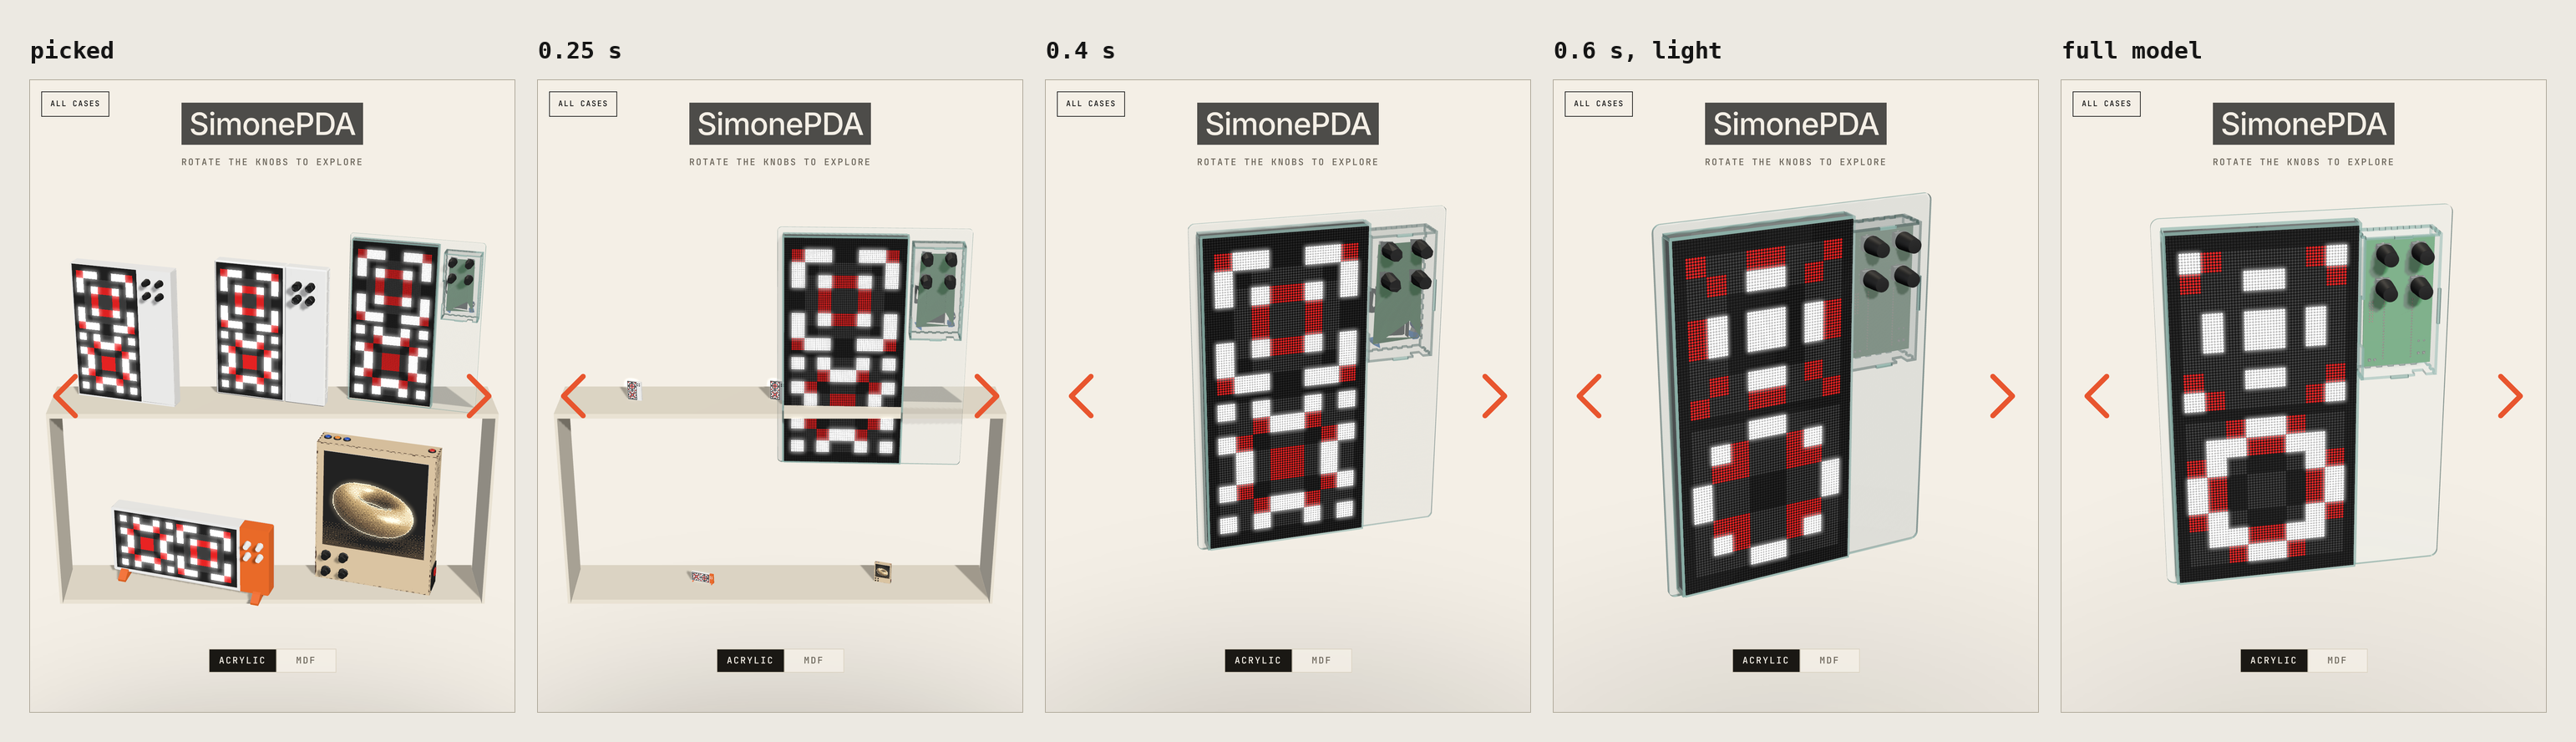 picked
ALL CASES
SimonePDA
ROTATE THE KNOBS TO EXPLORE
ACRYLIC MDF
0.25 s
ALL CASES
SimonePDA
ROTATE THE KNOBS TO EXPLORE
ACRYLIC MDF
0.4 s
ALL CASES
SimonePDA
ROTATE THE KNOBS TO EXPLORE
ACRYLIC MDF
0.6 s, light
ALL CASES
SimonePDA
ROTATE THE KNOBS TO EXPLORE
ACRYLIC MDF
full model
ALL CASES
SimonePDA
ROTATE THE KNOBS TO EXPLORE
ACRYLIC MDF